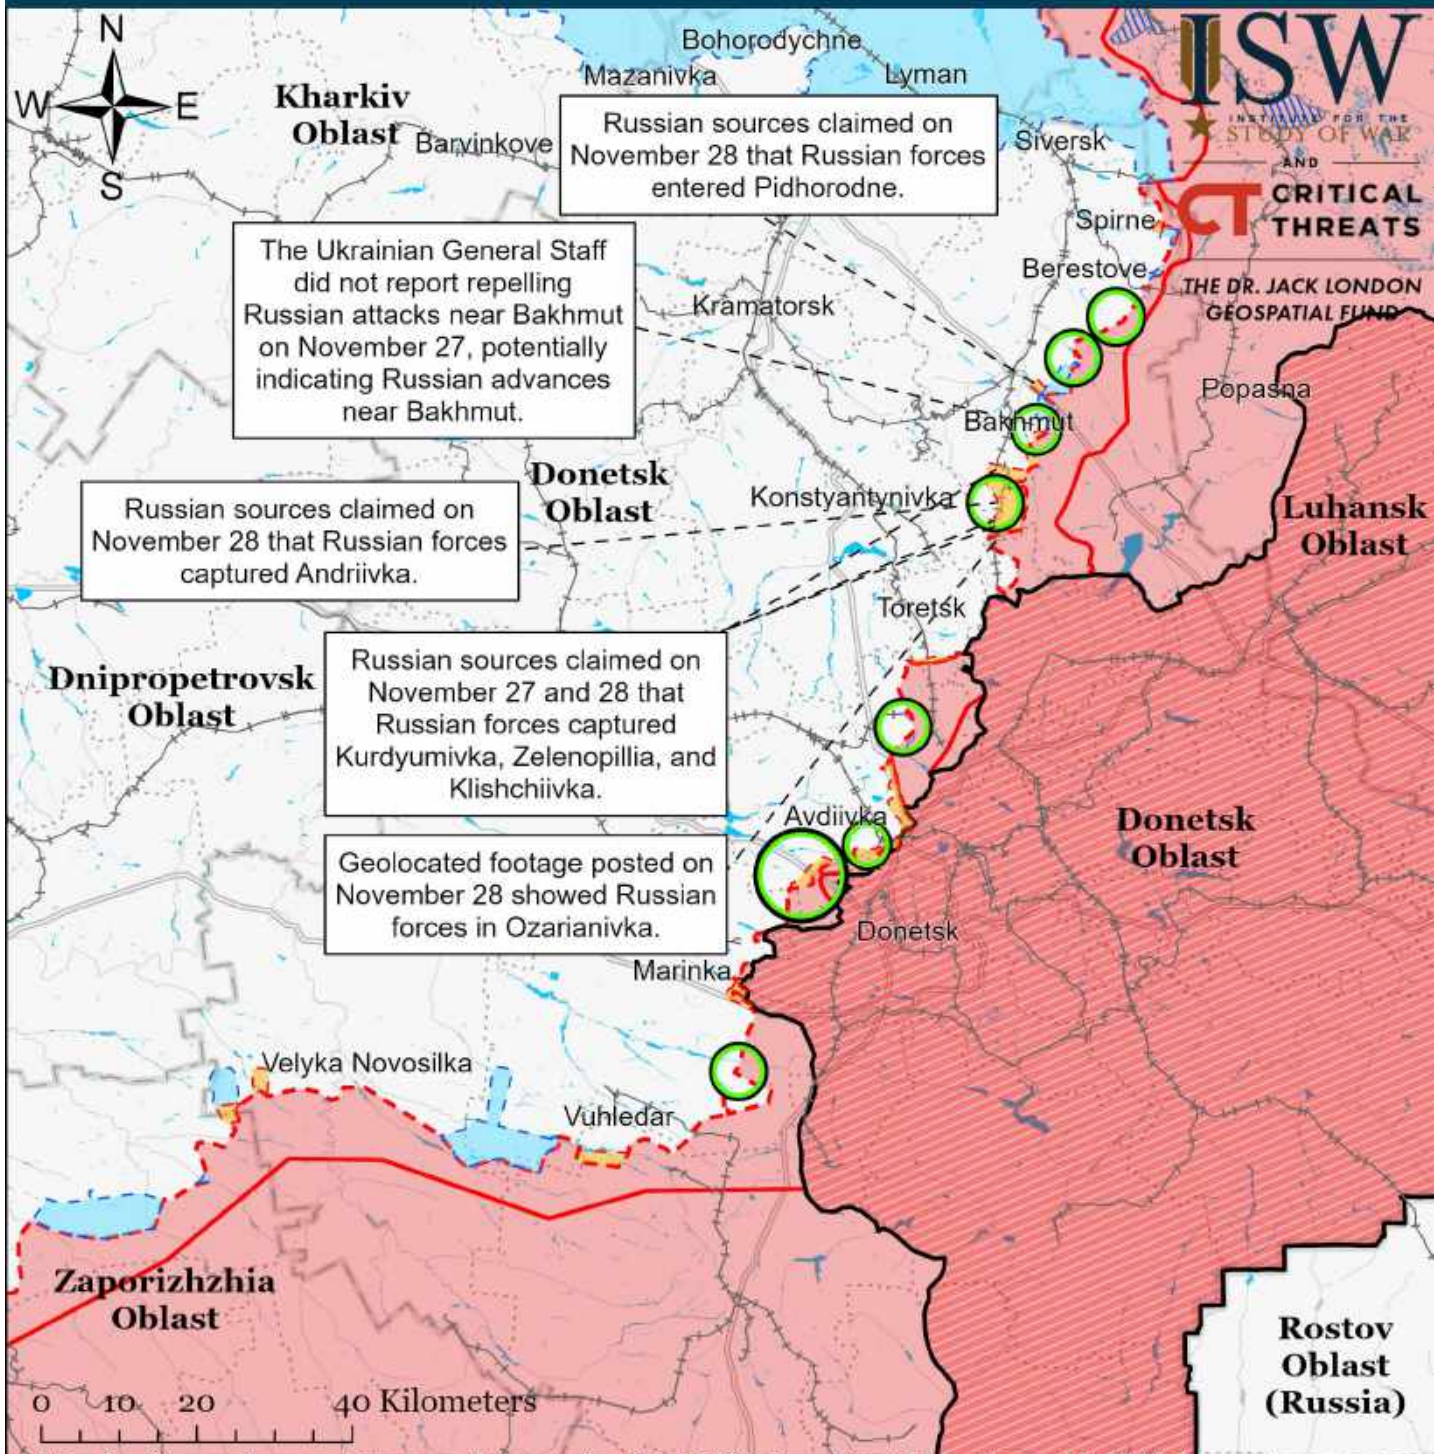 N
W
E
S
Bohorodychne
Mazanivka
Lyman
ISW
INSTITUTE FOR THE
STUDY OF WAR
AND
CT CRITICAL
THREATS
THE DR. JACK LONDON
GEOSPATIAL FUND
Kharkiv
Oblast
Barvinkove
Russian sources claimed on
November 28 that Russian forces
entered Pidhorodne.
Siversk
Spirne
Berestove
The Ukrainian General Staff
did not report repelling
Russian attacks near Bakhmut
on November 27, potentially
indicating Russian advances
near Bakhmut.
Kramatorsk
Popasna
Bakhmut
Donetsk
Oblast
Konstyantynivka
Luhansk
Oblast
Russian sources claimed on
November 28 that Russian forces
captured Andriivka.
Toretsk
Dnipropetrovsk
Oblast
Russian sources claimed on
November 27 and 28 that
Russian forces captured
Kurdyumivka, Zelenopillia, and
Klishchiivka.
Avdiivka
Donetsk
Oblast
Geolocated footage posted on
November 28 showed Russian
forces in Ozarianivka.
Donetsk
Marinka
Velyka Novosilka
Vuhledar
Zaporizhzhia
Oblast
Rostov
Oblast
(Russia)
0 10 20 40 Kilometers